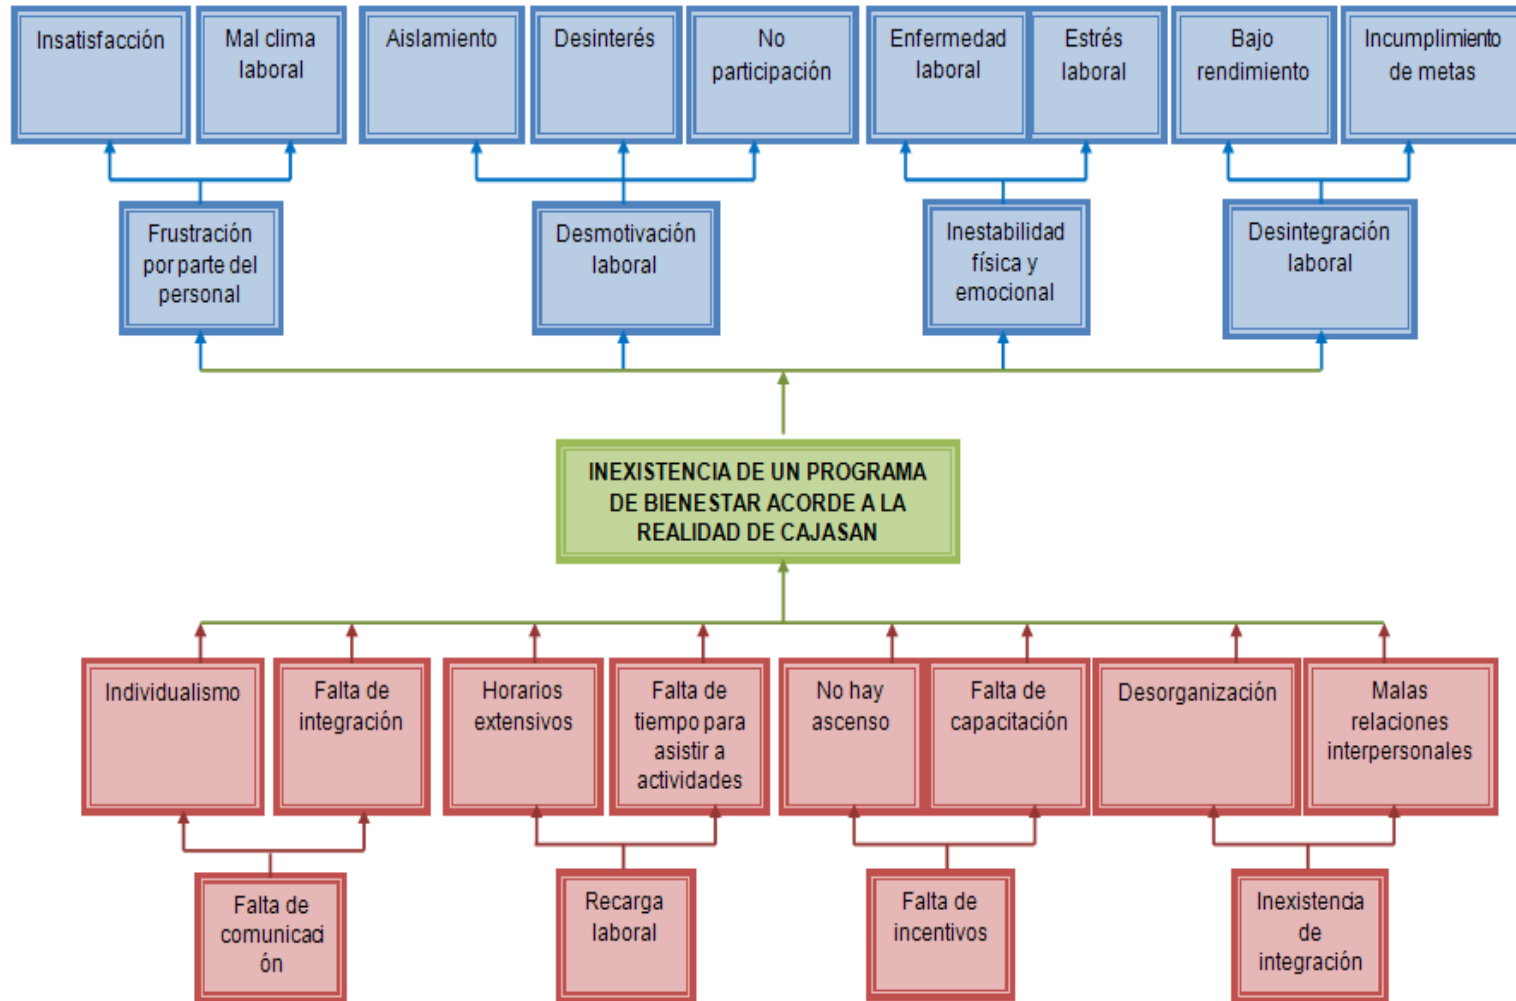 Insatisfacción
Mal clima
laboral
Aislamiento
Desinterés
No
participación
Enfermedad
laboral
Estrés
laboral
Bajo
rendimiento
Incumplimiento
de metas
Frustración
por parte del
personal
Desmotivación
laboral
Inestabilidad
física y
emocional
Desintegración
laboral
INEXISTENCIA DE UN PROGRAMA
DE BIENESTAR ACORDE A LA
REALIDAD DE CAJASAN
Individualismo
Falta de
integración
Horarios
extensivos
Falta de
tiempo para
asistir a
actividades
No hay
ascenso
Falta de
capacitación
Desorganización
Malas
relaciones
interpersonales
Falta de
comunicaci
ón
Recarga
laboral
Falta de
incentivos
Inexistencia
de
integración